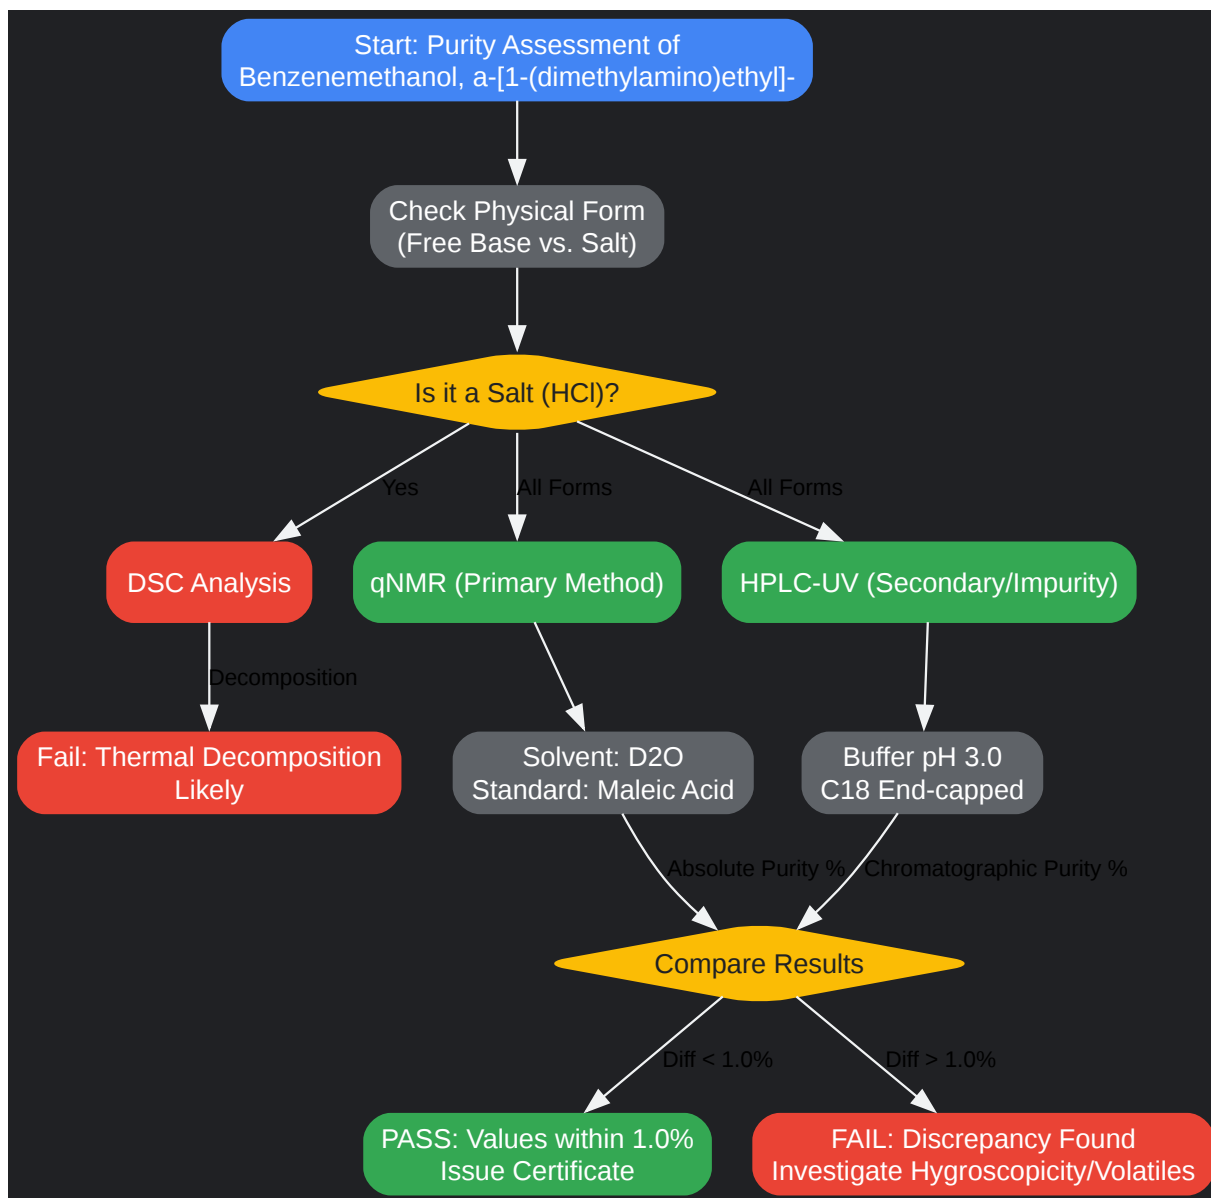 Start: Purity Assessment of
Benzenemethanol, a-[1-(dimethylamino)ethyl]-
Check Physical Form
(Free Base vs. Salt)
Is it a Salt (HCl)?
Yes
All Forms
All Forms
DSC Analysis
qNMR (Primary Method)
HPLC-UV (Secondary/Impurity)
Decomposition
Fail: Thermal Decomposition
Likely
Solvent: D2O
Standard: Maleic Acid
Buffer pH 3.0
C18 End-capped
Absolute Purity %
Chromatographic Purity %
Compare Results
Diff < 1.0%
Diff > 1.0%
PASS: Values within 1.0%
Issue Certificate
FAIL: Discrepancy Found
Investigate Hygroscopicity/Volatiles